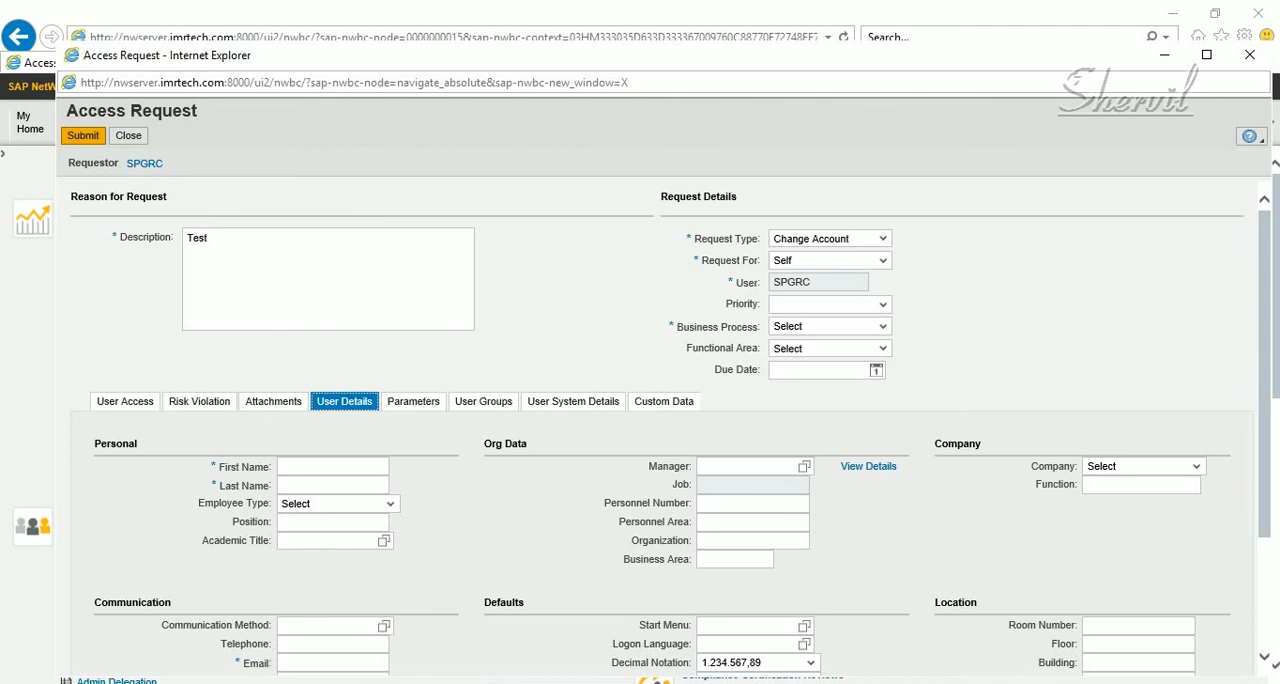 http://nwserver.imrtech.com:8000/ui2/nwbc/?sap-nwbc-node=0000000015&sap-nwbc-context=
Search...
Access Request - Internet Explorer
http://nwserver.imrtech.com:8000/ui2/nwbc/?sap-nwbc-node=navigate_absolute&sap-nwbc-new_window=X
SAP
Shervil
My
Home
Access Request
Submit Close
Requestor SPGRC
Reason for Request
* Description: Test
Request Details
* Request Type: Change Account
* Request For: Self
* User: SPGRC
Priority:
* Business Process: Select
Functional Area: Select
Due Date:
User Access Risk Violation Attachments User Details Parameters User Groups User System Details Custom Data
Personal
* First Name:
* Last Name:
Employee Type: Select
Position:
Academic Title:
Org Data
Manager: View Details
Job:
Personnel Number:
Personnel Area:
Organization:
Business Area:
Company
Company: Select
Function:
Communication
Communication Method:
Telephone:
* Email:
Defaults
Start Menu:
Logon Language:
Decimal Notation: 1.234.567,89
Location
Room Number:
Floor:
Building:
Admin Delegation